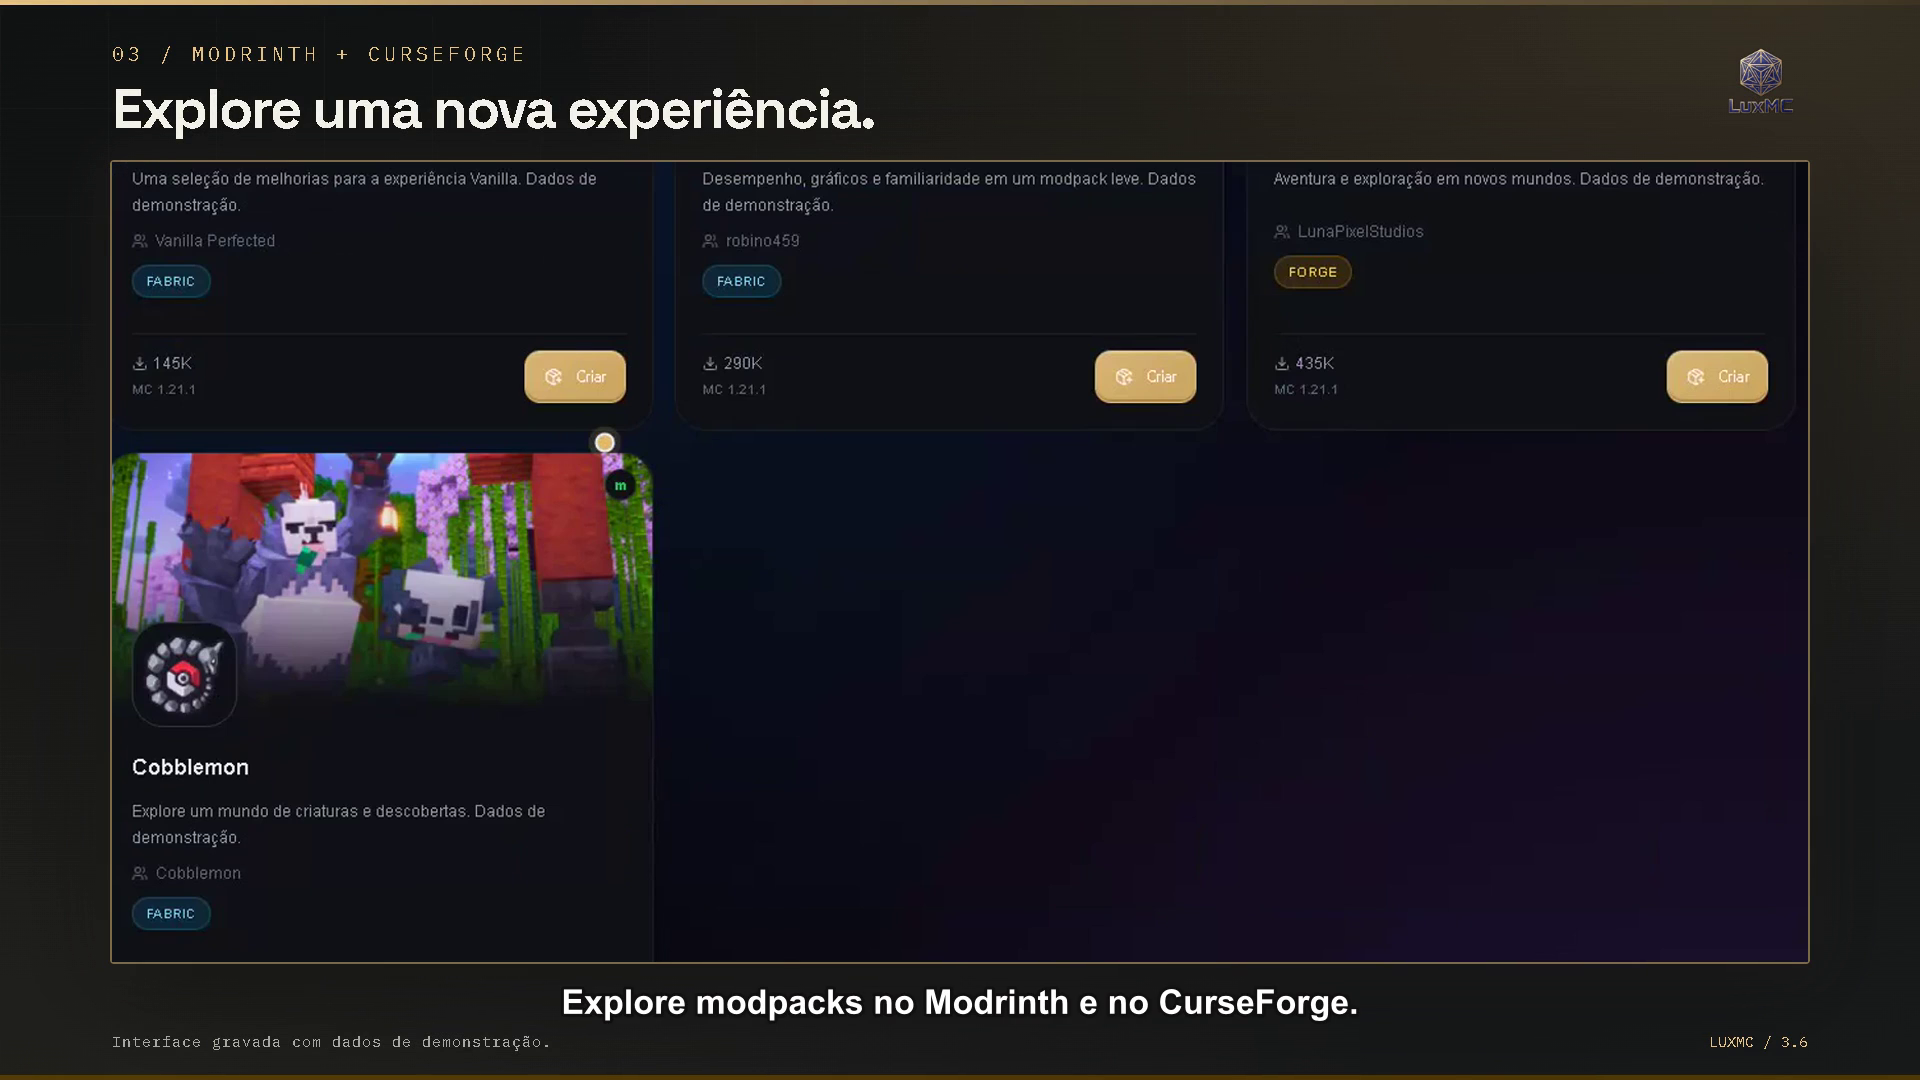 03 / MODRINTH + CURSEFORGE
Explore uma nova experiência.
LuxMC
Uma seleção de melhorias para a experiência Vanilla. Dados de
demonstração.
Vanilla Perfected
FABRIC
145K
MC 1.21.1
Criar
Desempenho, gráficos e familiaridade em um modpack leve. Dados
de demonstração.
robino459
FABRIC
290K
MC 1.21.1
Criar
Aventura e exploração em novos mundos. Dados de demonstração.
LunaPixelStudios
FORGE
435K
MC 1.21.1
Criar
m
Cobblemon
Explore um mundo de criaturas e descobertas. Dados de
demonstração.
Cobblemon
FABRIC
Explore modpacks no Modrinth e no CurseForge.
Interface gravada com dados de demonstração.
LUXMC / 3.6